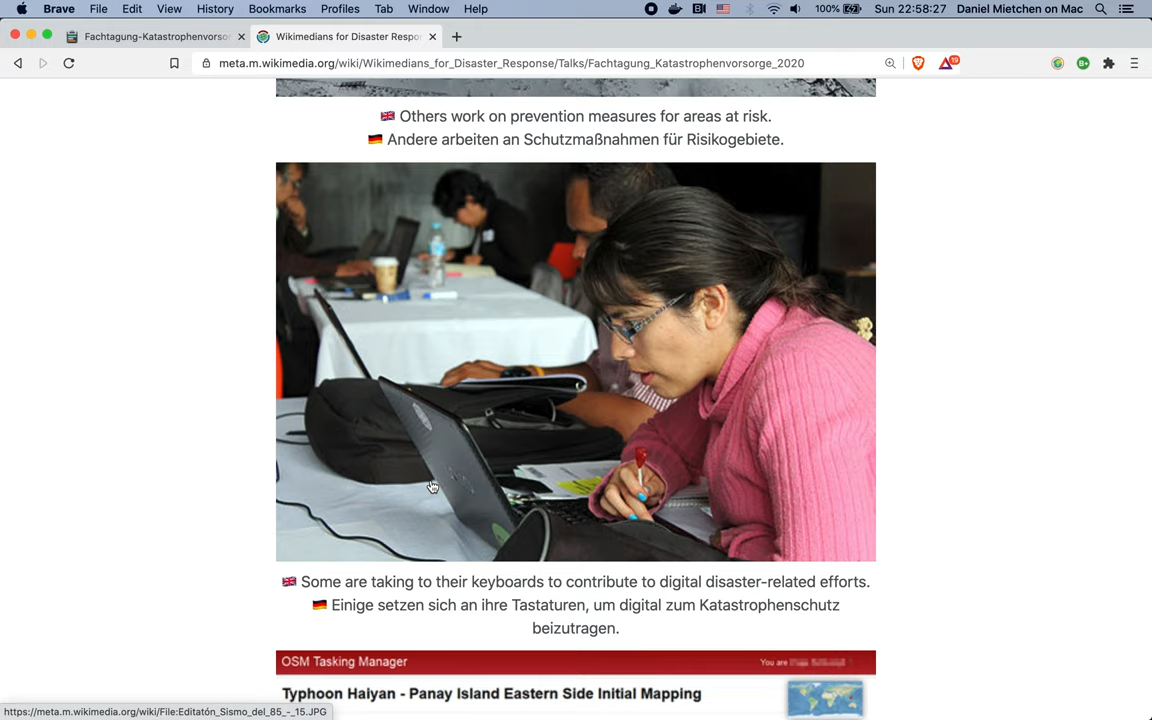 Brave File Edit View History Bookmarks Profiles Tab Window Help 100% Sun 22:58:27 Daniel Mietchen on Mac
Fachtagung-Katastrophenvorso Wikimedians for Disaster Respo
meta.m.wikimedia.org/wiki/Wikimedians_for_Disaster_Response/Talks/Fachtagung_Katastrophenvorsorge_2020 19
Others work on prevention measures for areas at risk.
Andere arbeiten an Schutzmaßnahmen für Risikogebiete.
Some are taking to their keyboards to contribute to digital disaster-related efforts.
Einige setzen sich an ihre Tastaturen, um digital zum Katastrophenschutz
beizutragen.
OSM Tasking Manager You are
Typhoon Haiyan - Panay Island Eastern Side Initial Mapping
https://meta.m.wikimedia.org/wiki/File:Editatón_Sismo_del_85_-_15.JPG